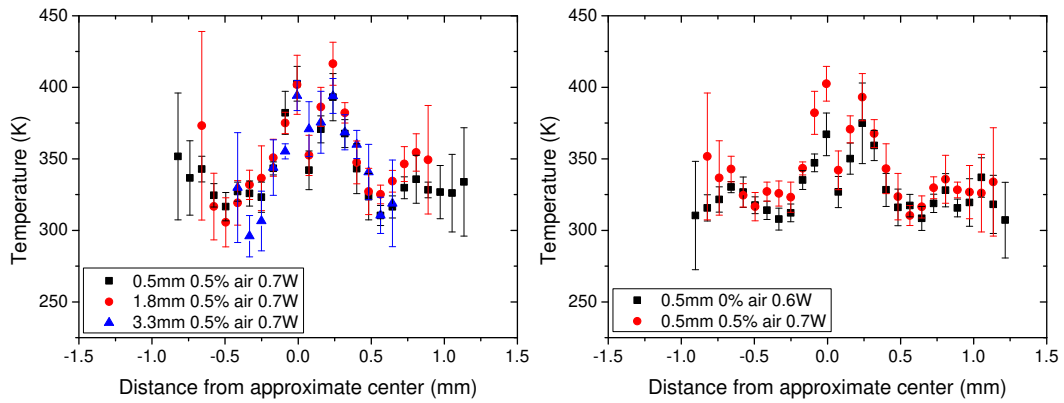 450
400
350
300
250
Temperature (K)
0.5mm 0.5% air 0.7W
1.8mm 0.5% air 0.7W
3.3mm 0.5% air 0.7W
-1.5 -1.0 -0.5 0.0 0.5 1.0 1.5
Distance from approximate center (mm)
450
400
350
300
250
Temperature (K)
0.5mm 0% air 0.6W
0.5mm 0.5% air 0.7W
-1.5 -1.0 -0.5 0.0 0.5 1.0 1.5
Distance from approximate center (mm)